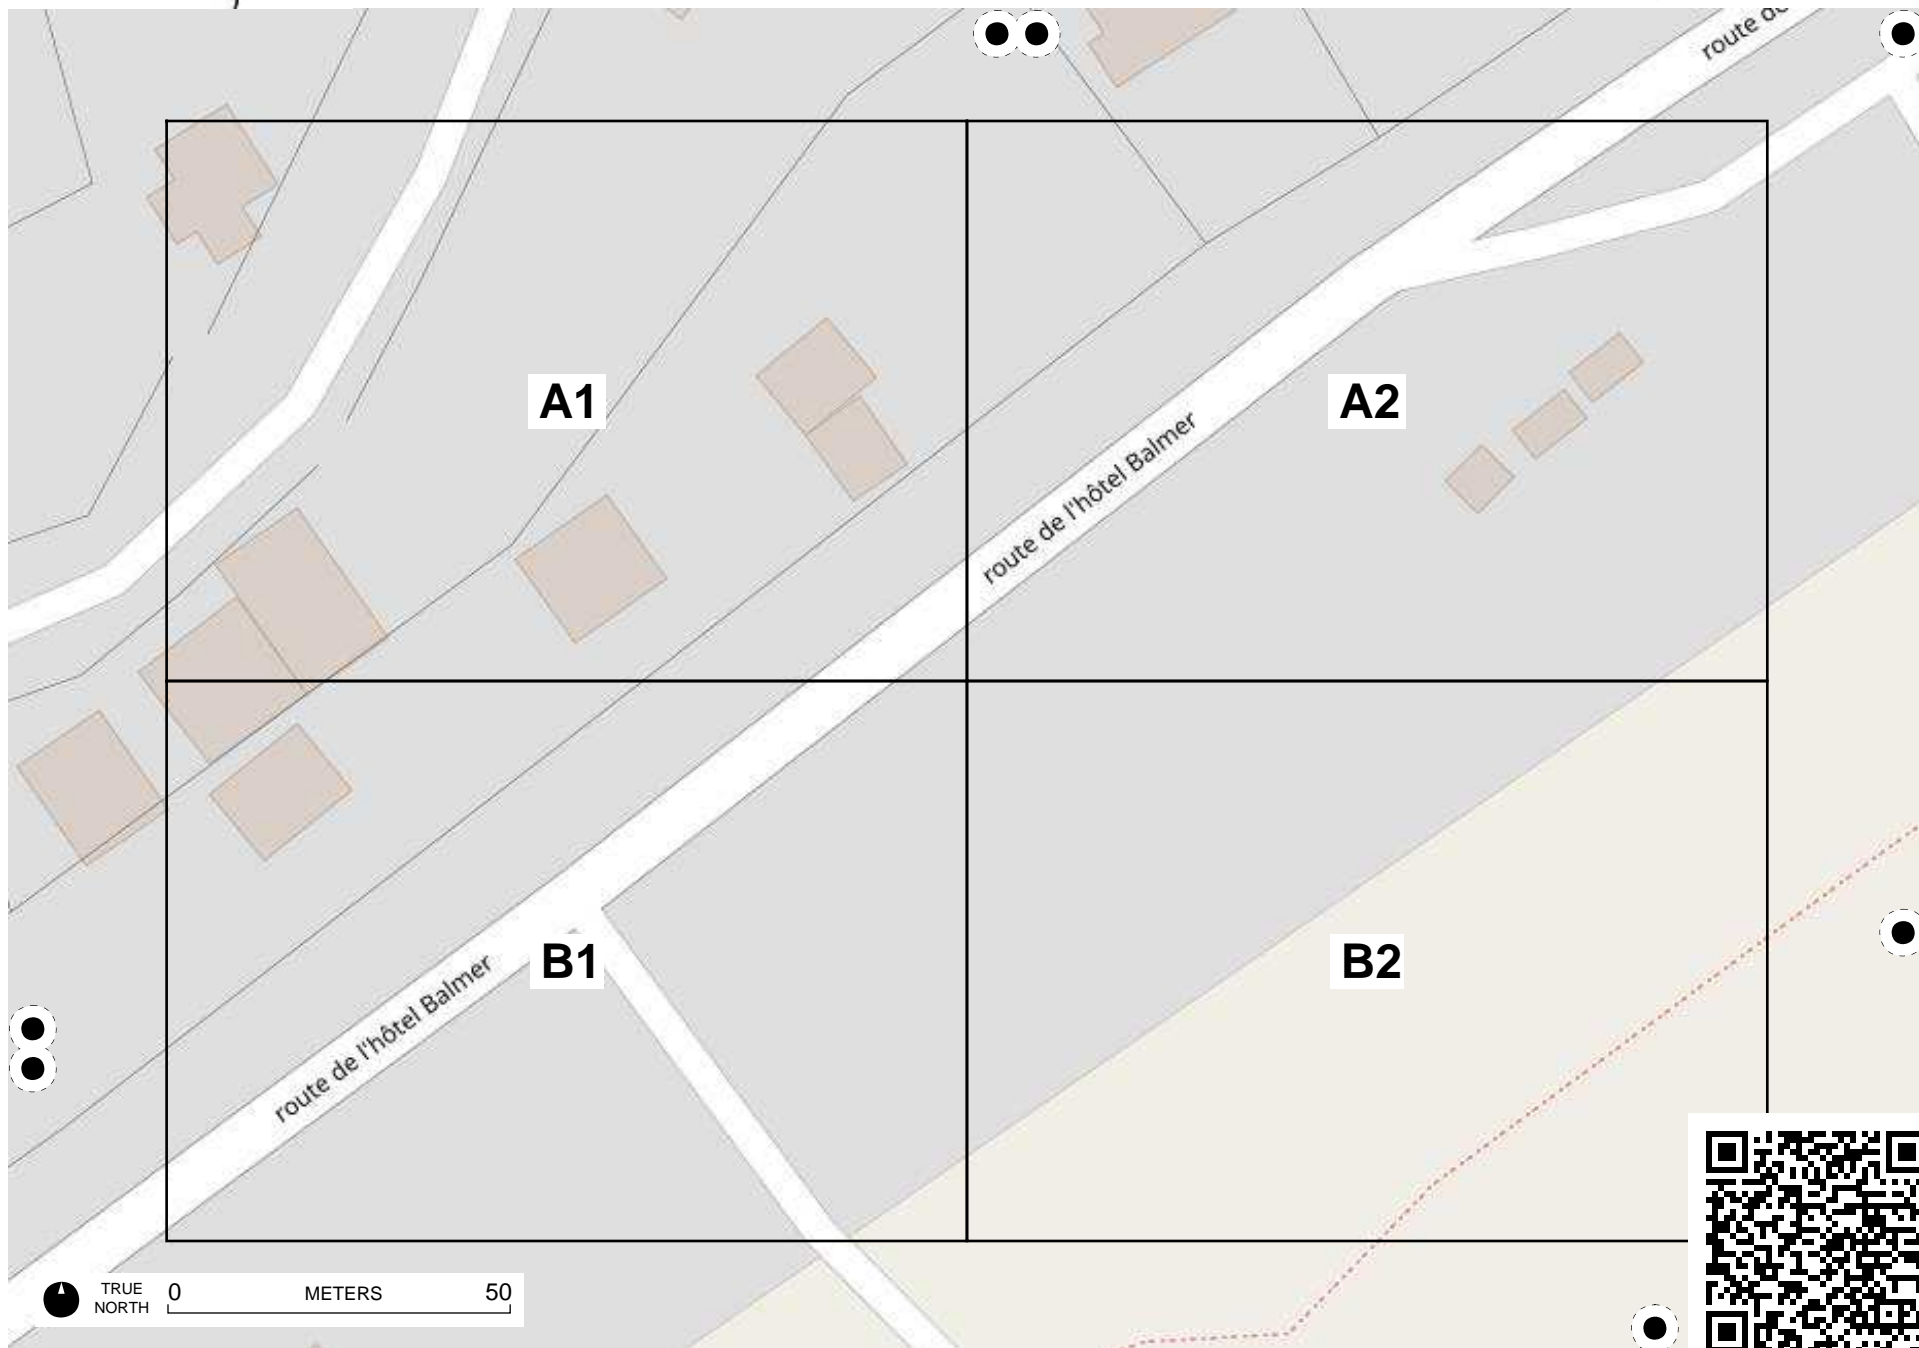 route de
A1
A2
route de l'hôtel Balmer
B1
B2
route de l'hôtel Balmer
TRUE
NORTH
0 METERS 50